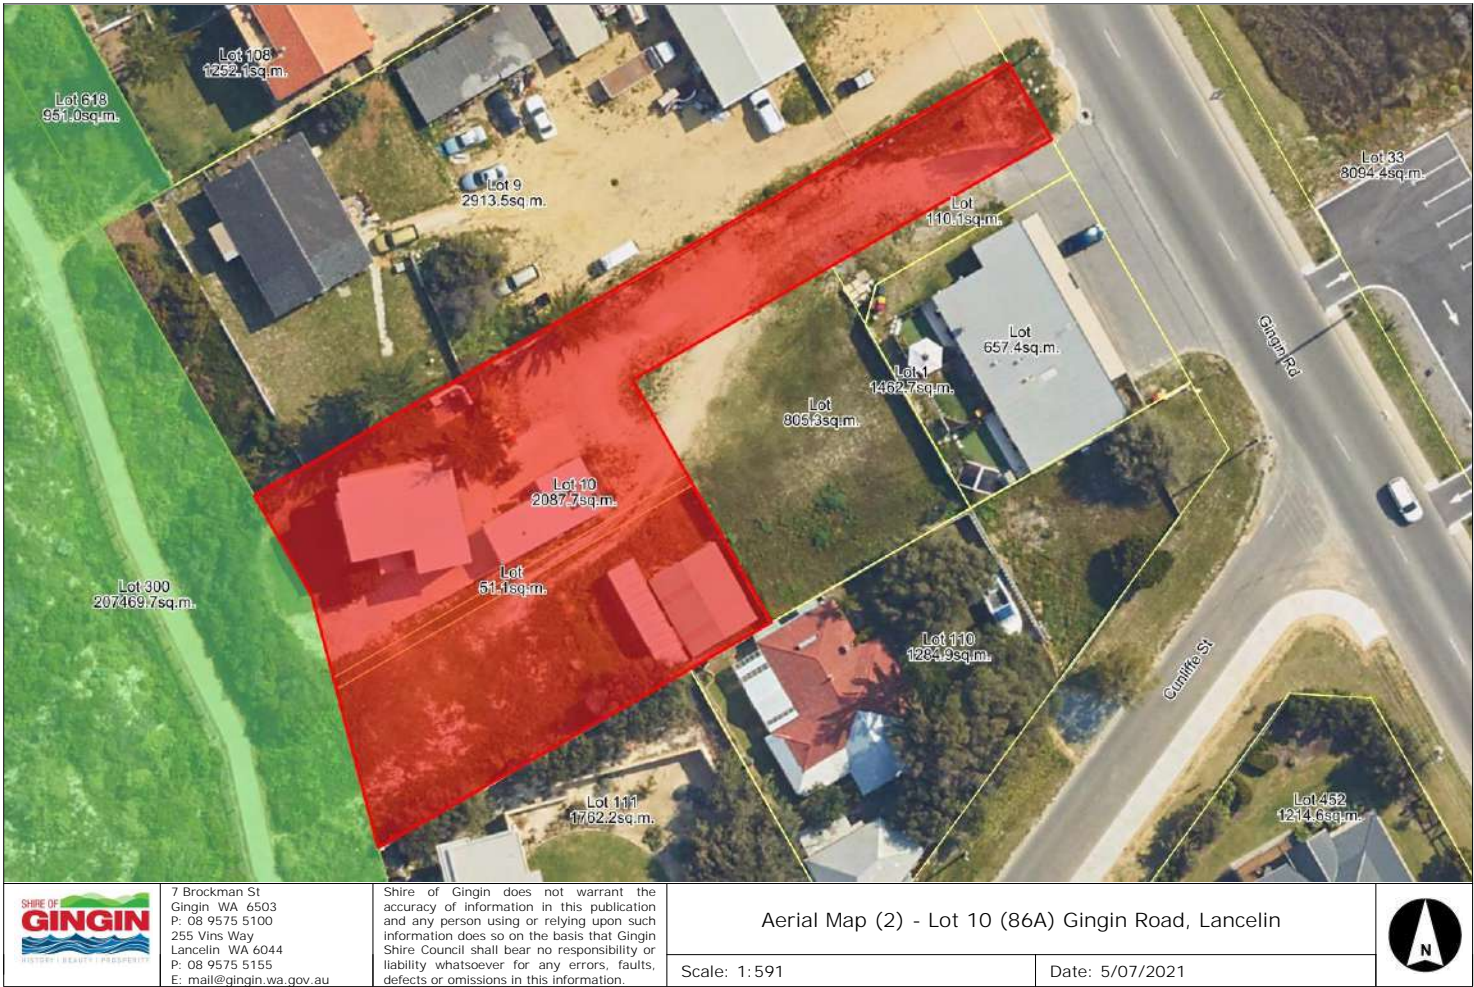 Lot 108
1252.1sq.m.
Lot 618
951.0sq.m.
Lot 33
8094.4sq.m.
Lot 9
2913.5sq.m.
Lot
110.1sq.m.
Lot
657.4sq.m.
Gingin Rd
Lot 1
1462.7sq.m.
Lot
805.3sq.m.
Lot 10
2087.7sq.m.
Lot
51.1sq.m.
Lot 300
207469.7sq.m.
Lot 110
1284.9sq.m.
Cunliffe St
Lot 111
1762.2sq.m.
Lot 452
1214.6sq.m.
SHIRE OF
GINGIN
HISTORY | BEAUTY | PROSPERITY
7 Brockman St
Gingin WA 6503
P: 08 9575 5100
255 Vins Way
Lancelin WA 6044
P: 08 9575 5155
E: mail@gingin.wa.gov.au
Shire of Gingin does not warrant the
accuracy of information in this publication
and any person using or relying upon such
information does so on the basis that Gingin
Shire Council shall bear no responsibility or
liability whatsoever for any errors, faults,
defects or omissions in this information.
Aerial Map (2) - Lot 10 (86A) Gingin Road, Lancelin
Scale: 1:591
Date: 5/07/2021
N